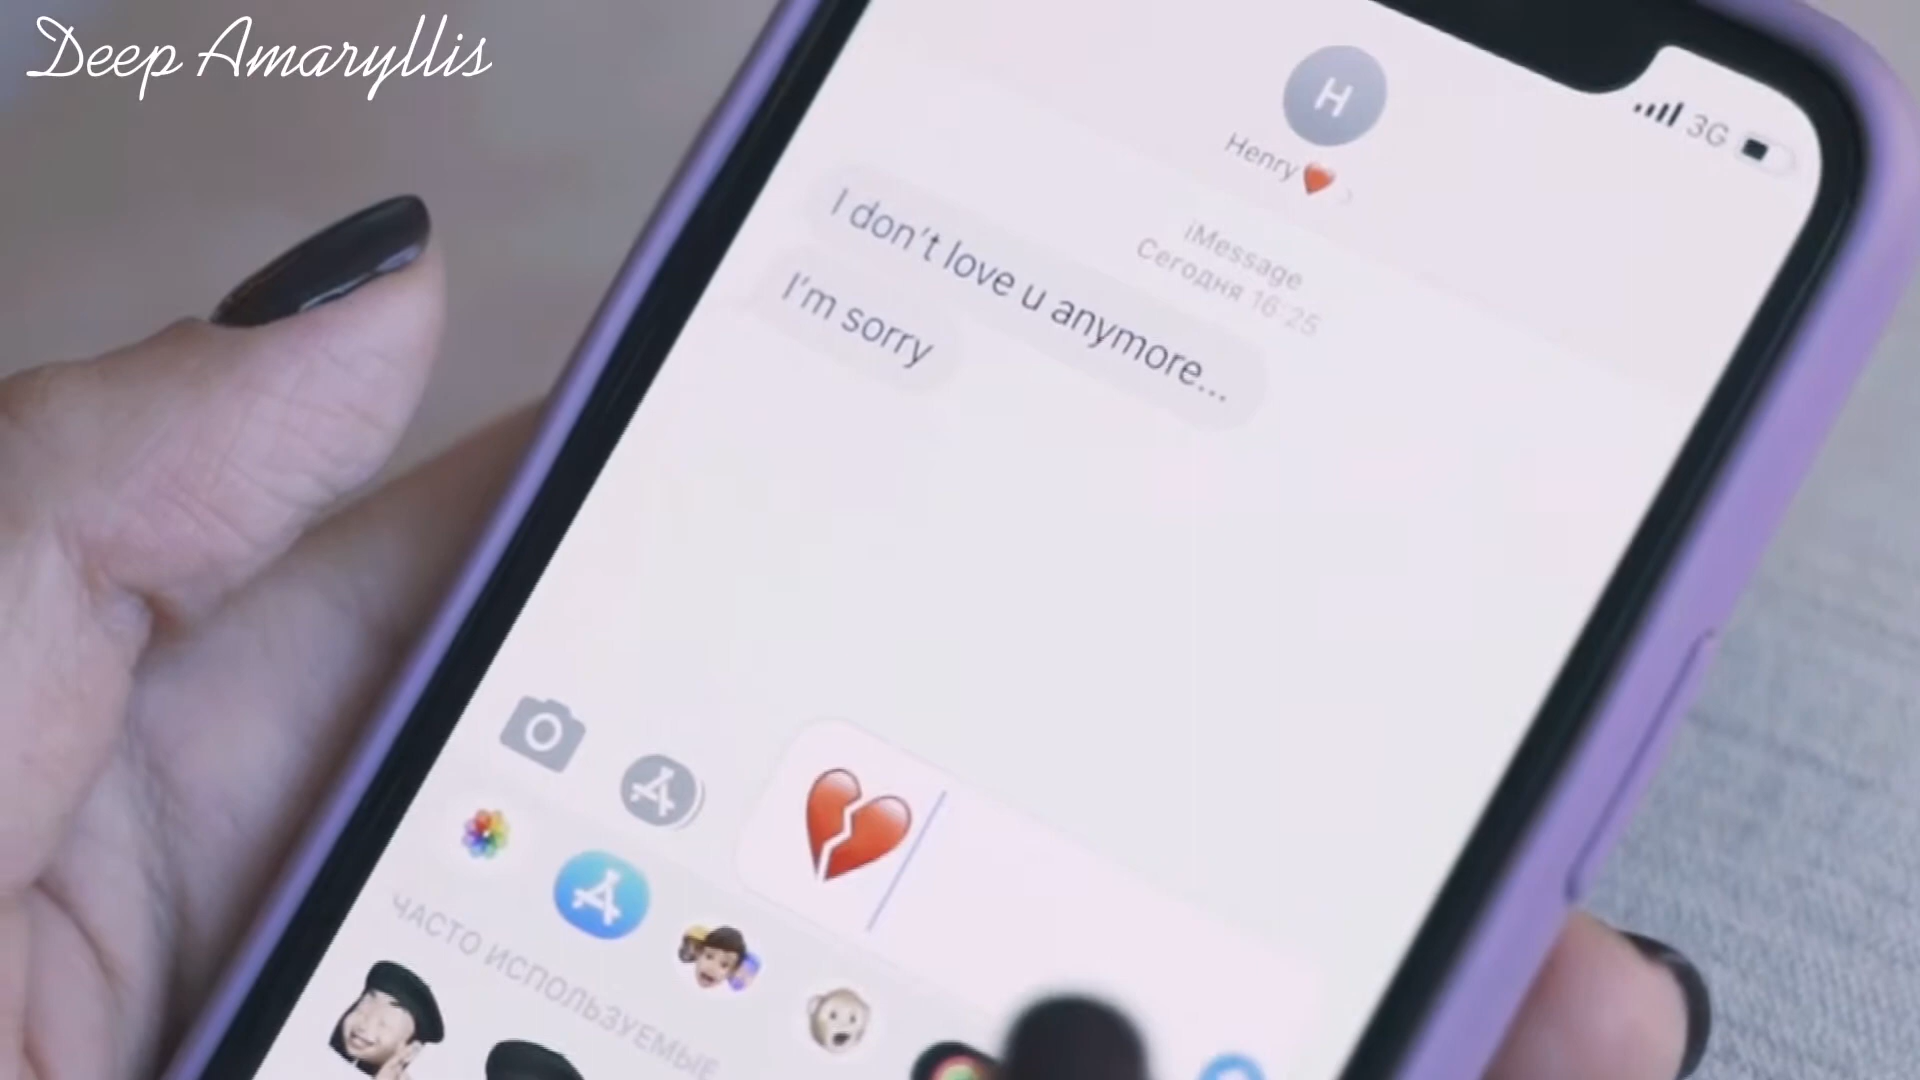 Deep Amaryllis
H
3G
Henry❤️
iMessage
Сегодня 16:25
I don't love u anymore...
I'm sorry
💔
ЧАСТО ИСПОЛЬЗУЕМЫЕ